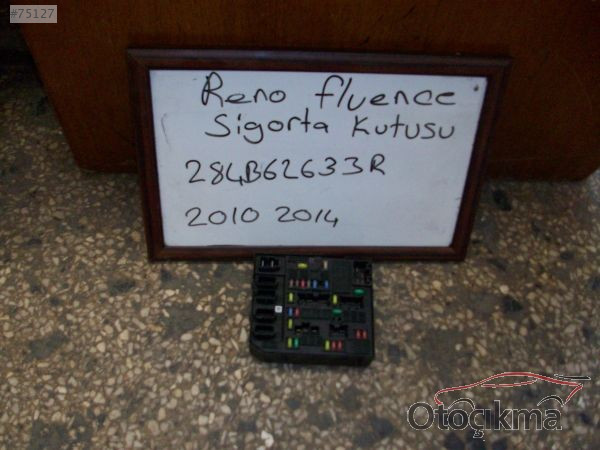 #75127
Reno fluence
Sigorta Kutusu
284B62633R
2010 2014
Otoçıkma